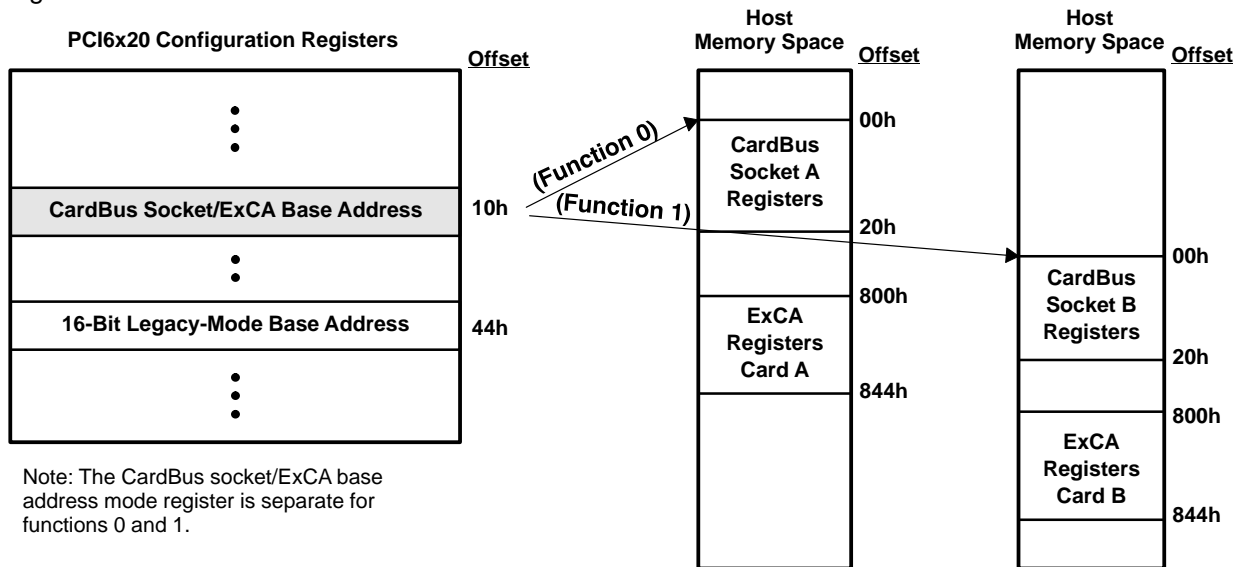 PCI6x20 Configuration Registers
Offset
CardBus Socket/ExCA Base Address
10h
16-Bit Legacy-Mode Base Address
44h
Note: The CardBus socket/ExCA base
address mode register is separate for
functions 0 and 1.
(Function 0)
(Function 1)
Host
Memory Space
Offset
00h
CardBus
Socket A
Registers
20h
800h
ExCA
Registers
Card A
844h
Host
Memory Space
Offset
00h
CardBus
Socket B
Registers
20h
800h
ExCA
Registers
Card B
844h